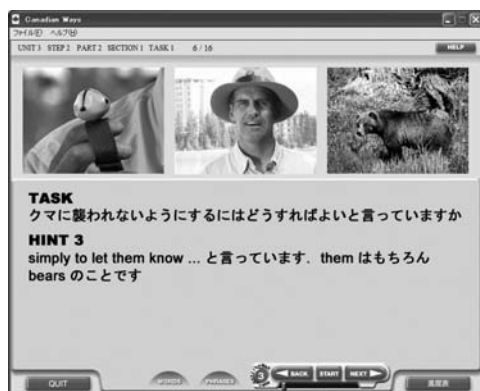 Canadian Ways
ファイル(F) ヘルプ(H)
UNIT 3 STEP 2 PART 2 SECTION 1 TASK 1 6 / 16
HELP
TASK
クマに襲われないようにするにはどうすればよいと言っていますか
HINT 3
simply to let them know ... と言っています．them はもちろん
bears のことです
QUIT
WORDS
PHRASES
3
BACK
START
NEXT